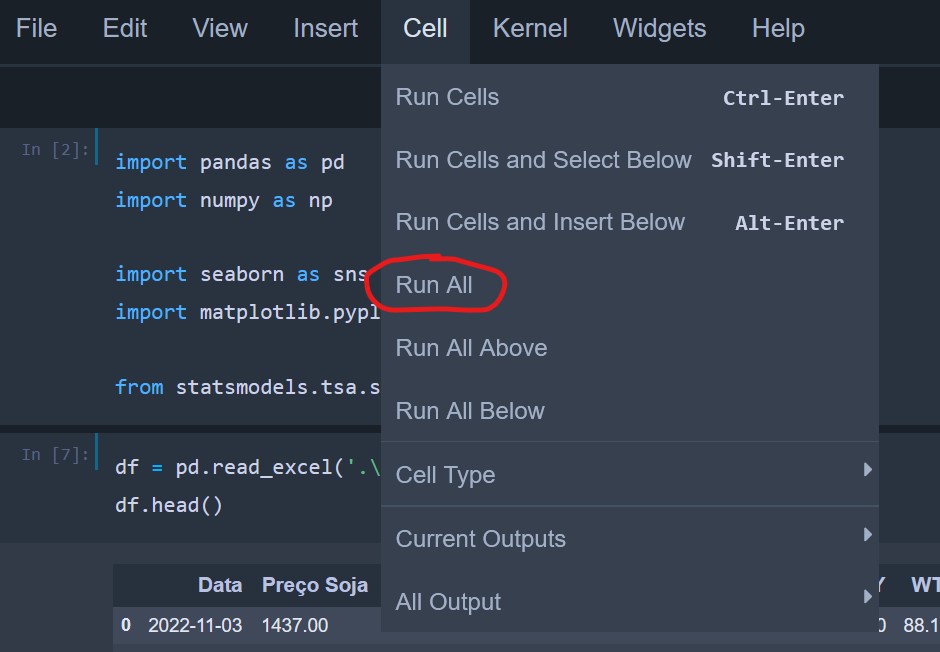 File Edit View Insert Cell Kernel Widgets Help
Run Cells Ctrl-Enter
Run Cells and Select Below Shift-Enter
Run Cells and Insert Below Alt-Enter
Run All
Run All Above
Run All Below
Cell Type
Current Outputs
All Output
In [2]:
import pandas as pd
import numpy as np
import seaborn as sns
import matplotlib.pypl
from statsmodels.tsa.s
In [7]:
df = pd.read_excel('.\
df.head()
Data Preço Soja Y WT
0 2022-11-03 1437.00 0 88.1